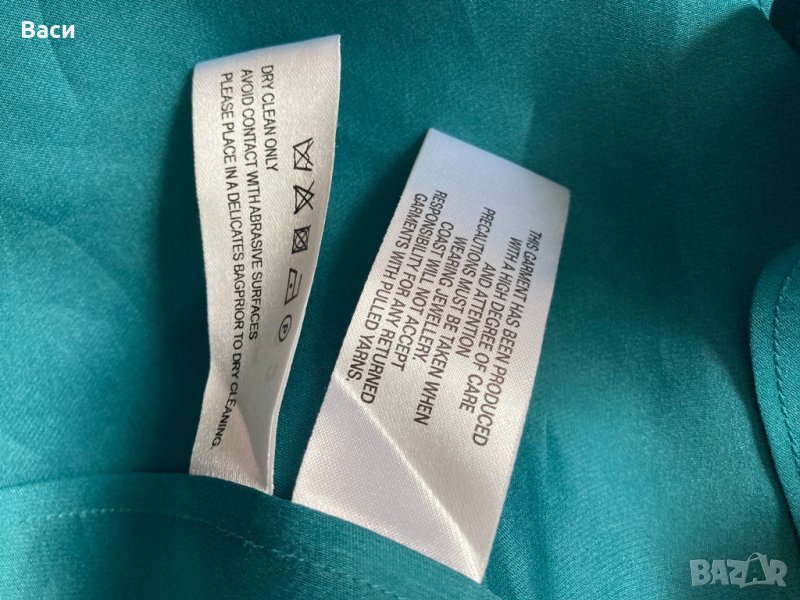 Васи
DRY CLEAN ONLY
AVOID CONTACT WITH ABRASIVE SURFACES
PLEASE PLACE IN A DELICATES BAGPRIOR TO DRY CLEANING.
P
THIS GARMENT HAS BEEN PRODUCED
WITH A HIGH DEGREE OF CARE
AND ATTENTION
PRECAUTIONS MUST BE TAKEN WHEN
WEARING JEWELLERY.
COAST WILL NOT ACCEPT
RESPONSIBILITY FOR ANY RETURNED
GARMENTS WITH PULLED YARNS.
BAZAR